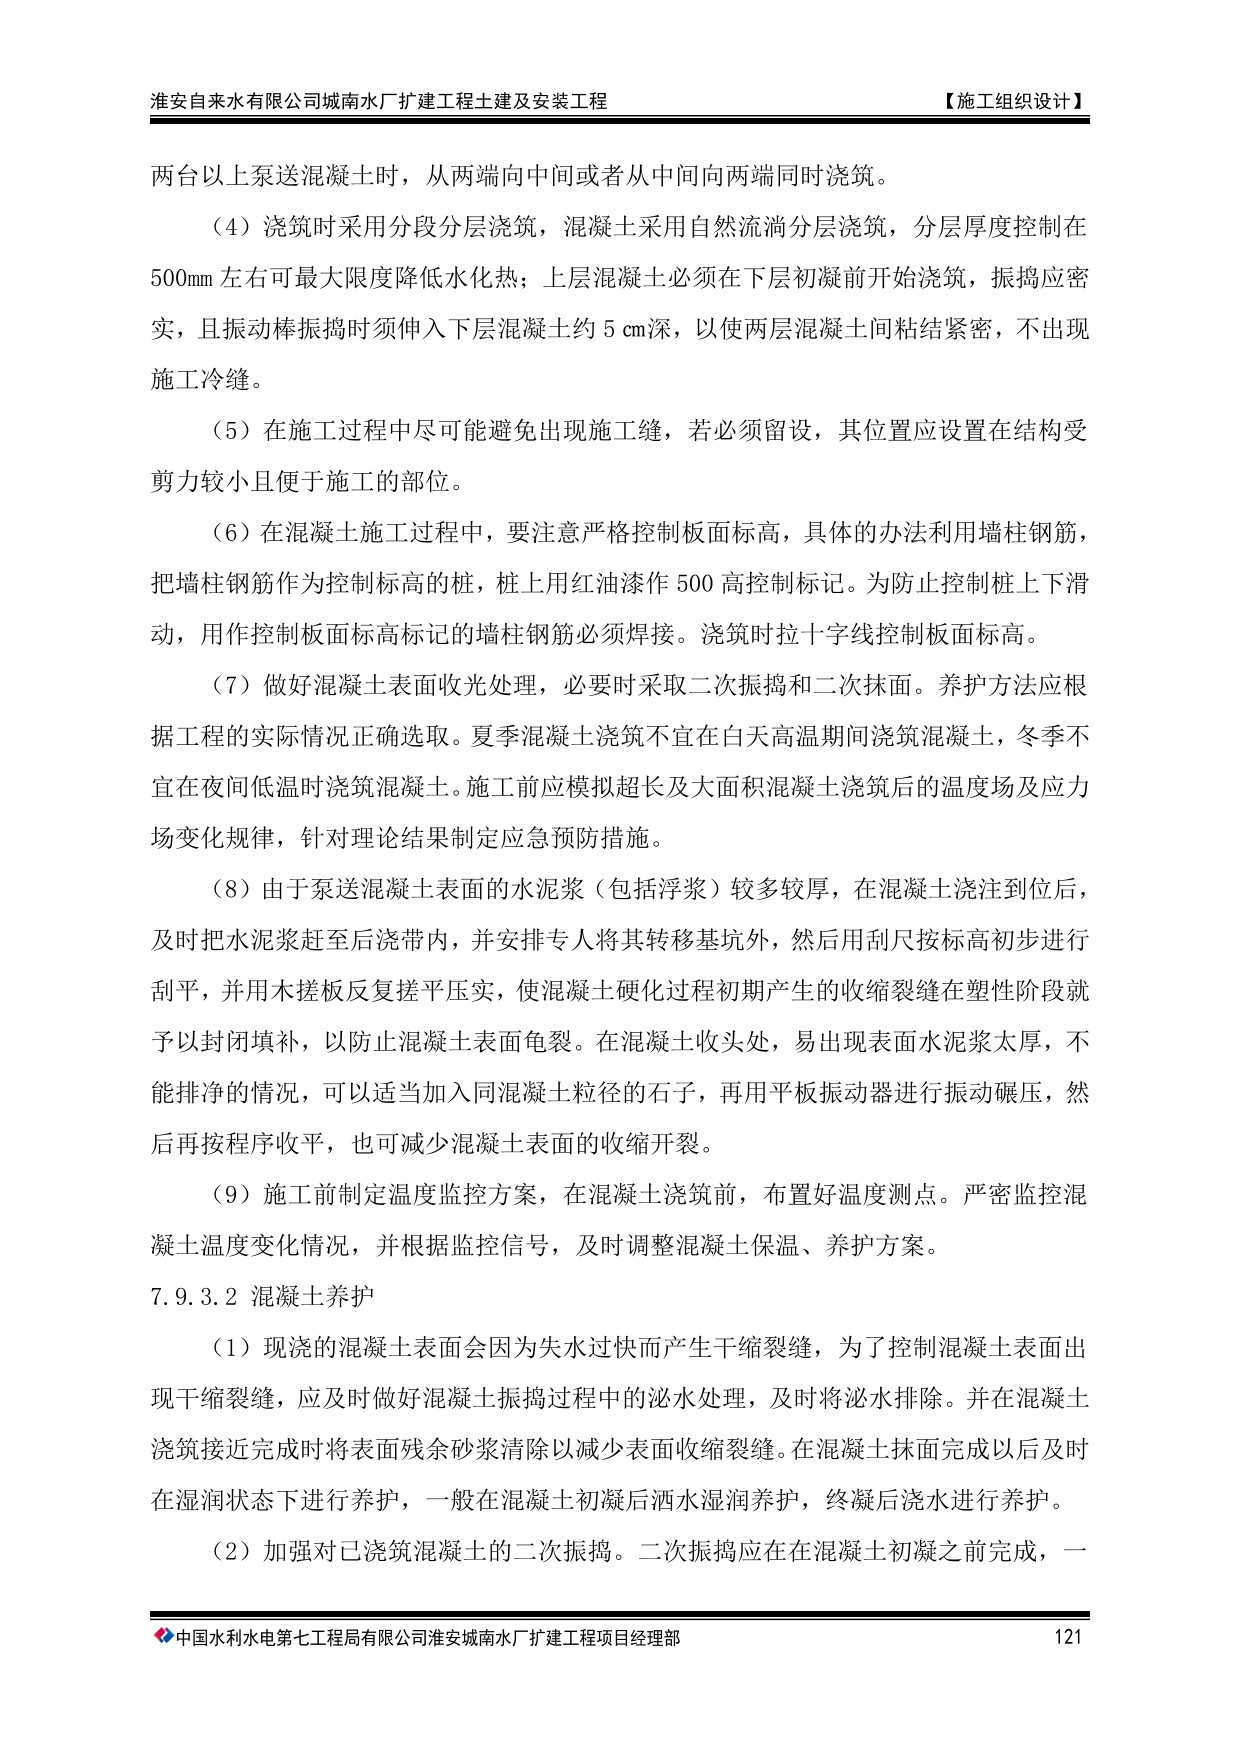 淮安自来水有限公司城南水厂扩建工程土建及安装工程 【施工组织设计】
两台以上泵送混凝土时，从两端向中间或者从中间向两端同时浇筑。
（4）浇筑时采用分段分层浇筑，混凝土采用自然流淌分层浇筑，分层厚度控制在
500mm 左右可最大限度降低水化热；上层混凝土必须在下层初凝前开始浇筑，振捣应密
实，且振动棒振捣时须伸入下层混凝土约 5 ㎝深，以使两层混凝土间粘结紧密，不出现
施工冷缝。
（5）在施工过程中尽可能避免出现施工缝，若必须留设，其位置应设置在结构受
剪力较小且便于施工的部位。
（6）在混凝土施工过程中，要注意严格控制板面标高，具体的办法利用墙柱钢筋，
把墙柱钢筋作为控制标高的桩，桩上用红油漆作 500 高控制标记。为防止控制桩上下滑
动，用作控制板面标高标记的墙柱钢筋必须焊接。浇筑时拉十字线控制板面标高。
（7）做好混凝土表面收光处理，必要时采取二次振捣和二次抹面。养护方法应根
据工程的实际情况正确选取。夏季混凝土浇筑不宜在白天高温期间浇筑混凝土，冬季不
宜在夜间低温时浇筑混凝土。施工前应模拟超长及大面积混凝土浇筑后的温度场及应力
场变化规律，针对理论结果制定应急预防措施。
（8）由于泵送混凝土表面的水泥浆（包括浮浆）较多较厚，在混凝土浇注到位后，
及时把水泥浆赶至后浇带内，并安排专人将其转移基坑外，然后用刮尺按标高初步进行
刮平，并用木搓板反复搓平压实，使混凝土硬化过程初期产生的收缩裂缝在塑性阶段就
予以封闭填补，以防止混凝土表面龟裂。在混凝土收头处，易出现表面水泥浆太厚，不
能排净的情况，可以适当加入同混凝土粒径的石子，再用平板振动器进行振动碾压，然
后再按程序收平，也可减少混凝土表面的收缩开裂。
（9）施工前制定温度监控方案，在混凝土浇筑前，布置好温度测点。严密监控混
凝土温度变化情况，并根据监控信号，及时调整混凝土保温、养护方案。
7.9.3.2 混凝土养护
（1）现浇的混凝土表面会因为失水过快而产生干缩裂缝，为了控制混凝土表面出
现干缩裂缝，应及时做好混凝土振捣过程中的泌水处理，及时将泌水排除。并在混凝土
浇筑接近完成时将表面残余砂浆清除以减少表面收缩裂缝。在混凝土抹面完成以后及时
在湿润状态下进行养护，一般在混凝土初凝后洒水湿润养护，终凝后浇水进行养护。
（2）加强对已浇筑混凝土的二次振捣。二次振捣应在在混凝土初凝之前完成，一
中国水利水电第七工程局有限公司淮安城南水厂扩建工程项目经理部 121